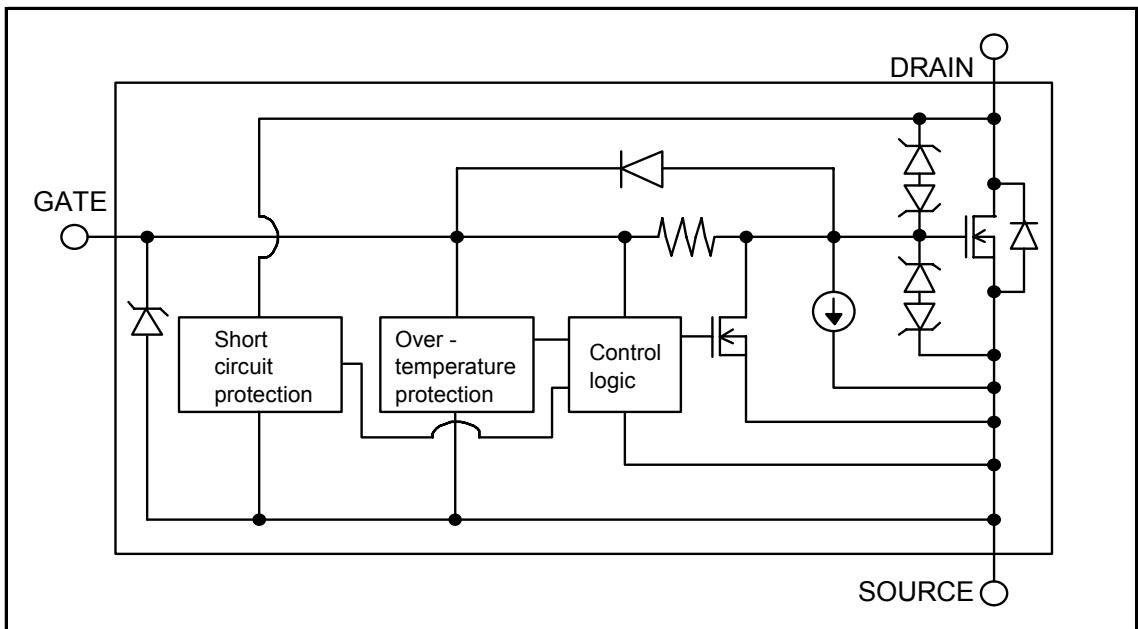 DRAIN
GATE
Short
circuit
protection
Over -
temperature
protection
Control
logic
SOURCE